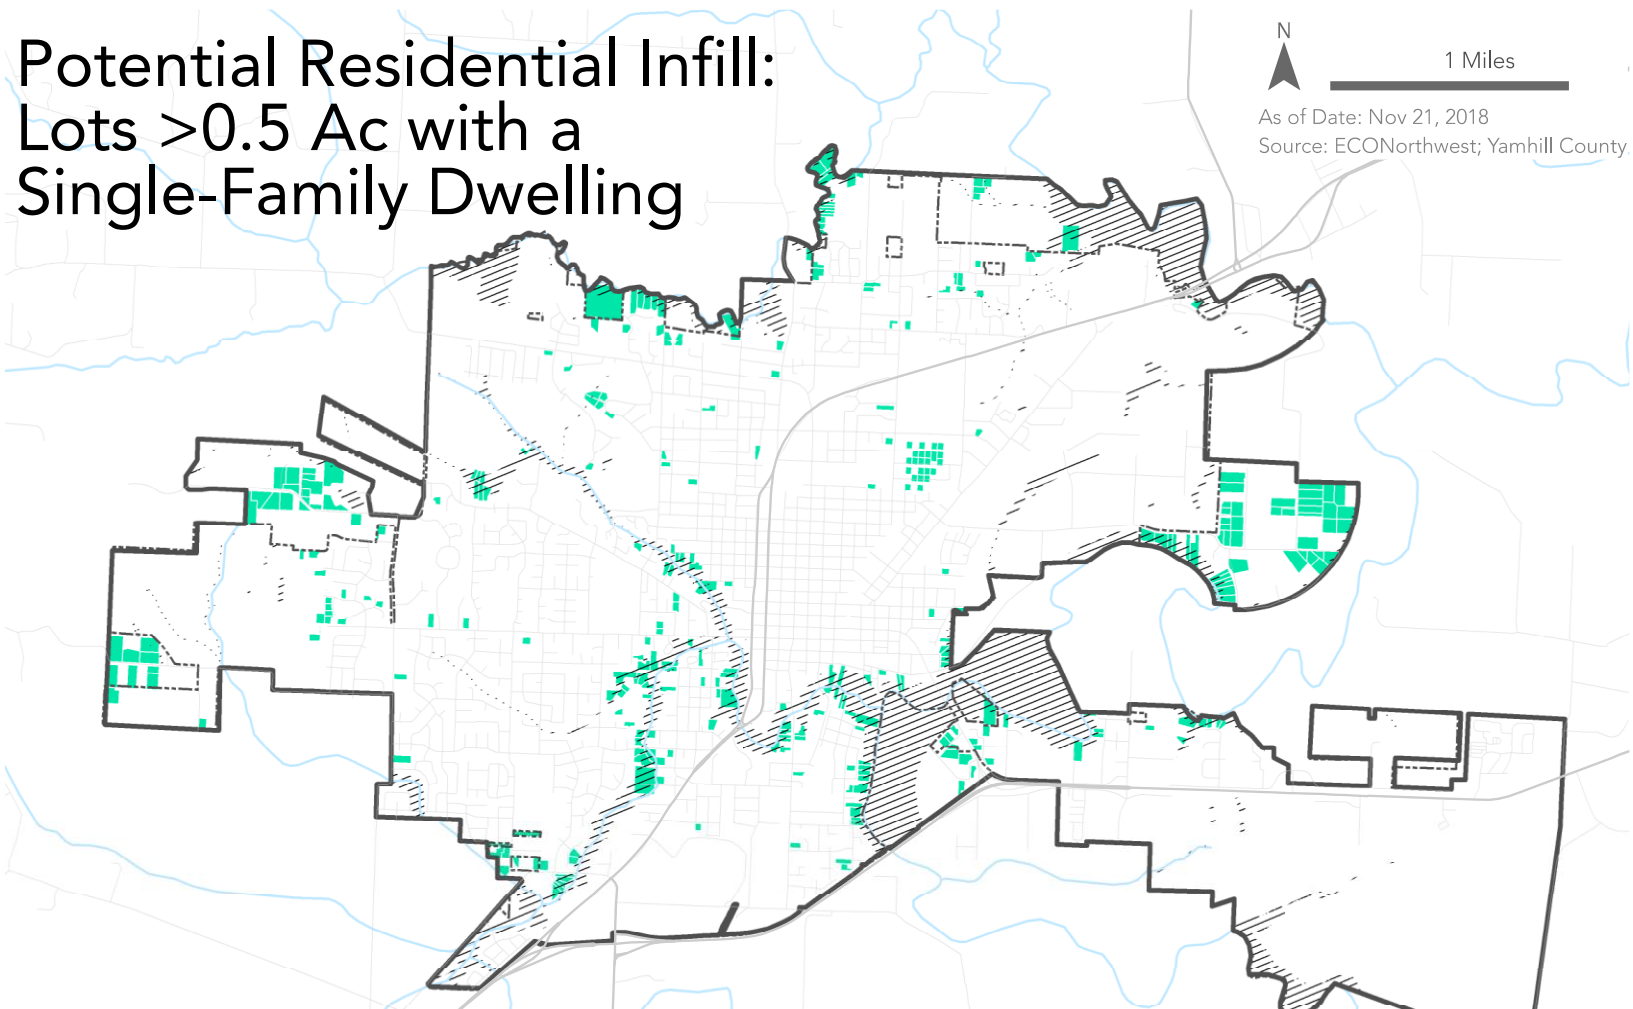 Potential Residential Infill:
Lots >0.5 Ac with a
Single-Family Dwelling
N
1 Miles
As of Date: Nov 21, 2018
Source: ECONorthwest; Yamhill County